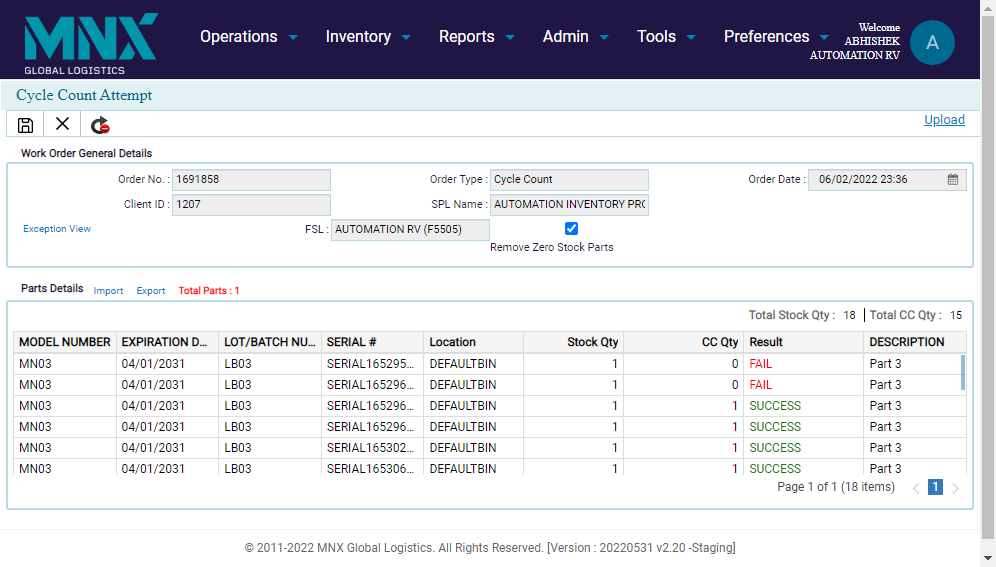 MNX
GLOBAL LOGISTICS
Operations Inventory Reports Admin Tools Preferences
Welcome
ABHISHEK
AUTOMATION RV
A
Cycle Count Attempt
Upload
Work Order General Details
Order No. : 1691858 Order Type : Cycle Count Order Date : 06/02/2022 23:36
Client ID : 1207 SPL Name : AUTOMATION INVENTORY PRO
Exception View FSL : AUTOMATION RV (F5505)
Remove Zero Stock Parts
Parts Details Import Export Total Parts : 1
Total Stock Qty : 18 Total CC Qty : 15
MODEL NUMBER EXPIRATION D... LOT/BATCH NU... SERIAL # Location Stock Qty CC Qty Result DESCRIPTION
MN03 04/01/2031 LB03 SERIAL165295... DEFAULTBIN 1 0 FAIL Part 3
MN03 04/01/2031 LB03 SERIAL165296... DEFAULTBIN 1 0 FAIL Part 3
MN03 04/01/2031 LB03 SERIAL165296... DEFAULTBIN 1 1 SUCCESS Part 3
MN03 04/01/2031 LB03 SERIAL165296... DEFAULTBIN 1 1 SUCCESS Part 3
MN03 04/01/2031 LB03 SERIAL165302... DEFAULTBIN 1 1 SUCCESS Part 3
MN03 04/01/2031 LB03 SERIAL165306... DEFAULTBIN 1 1 SUCCESS Part 3
Page 1 of 1 (18 items) 1
© 2011-2022 MNX Global Logistics. All Rights Reserved. [Version : 20220531 v2.20 -Staging]